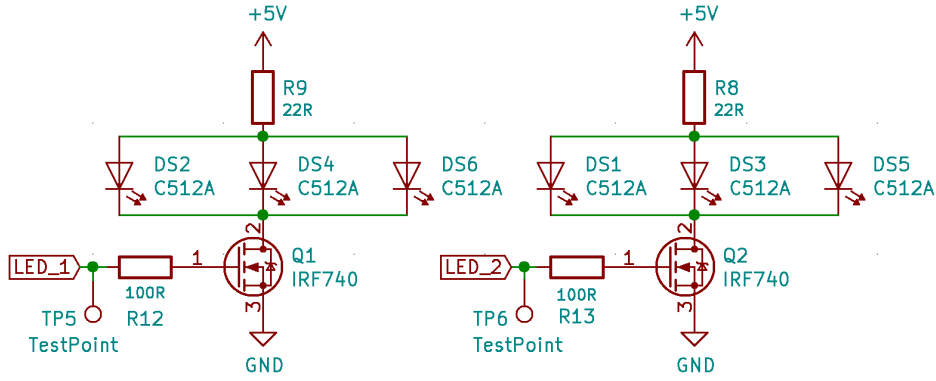 +5V
+5V
R9
22R
R8
22R
DS2
C512A
DS4
C512A
DS6
C512A
DS1
C512A
DS3
C512A
DS5
C512A
2
Q1
IRF740
1
3
LED_1
100R
R12
TP5
TestPoint
GND
2
Q2
IRF740
1
3
LED_2
100R
R13
TP6
TestPoint
GND